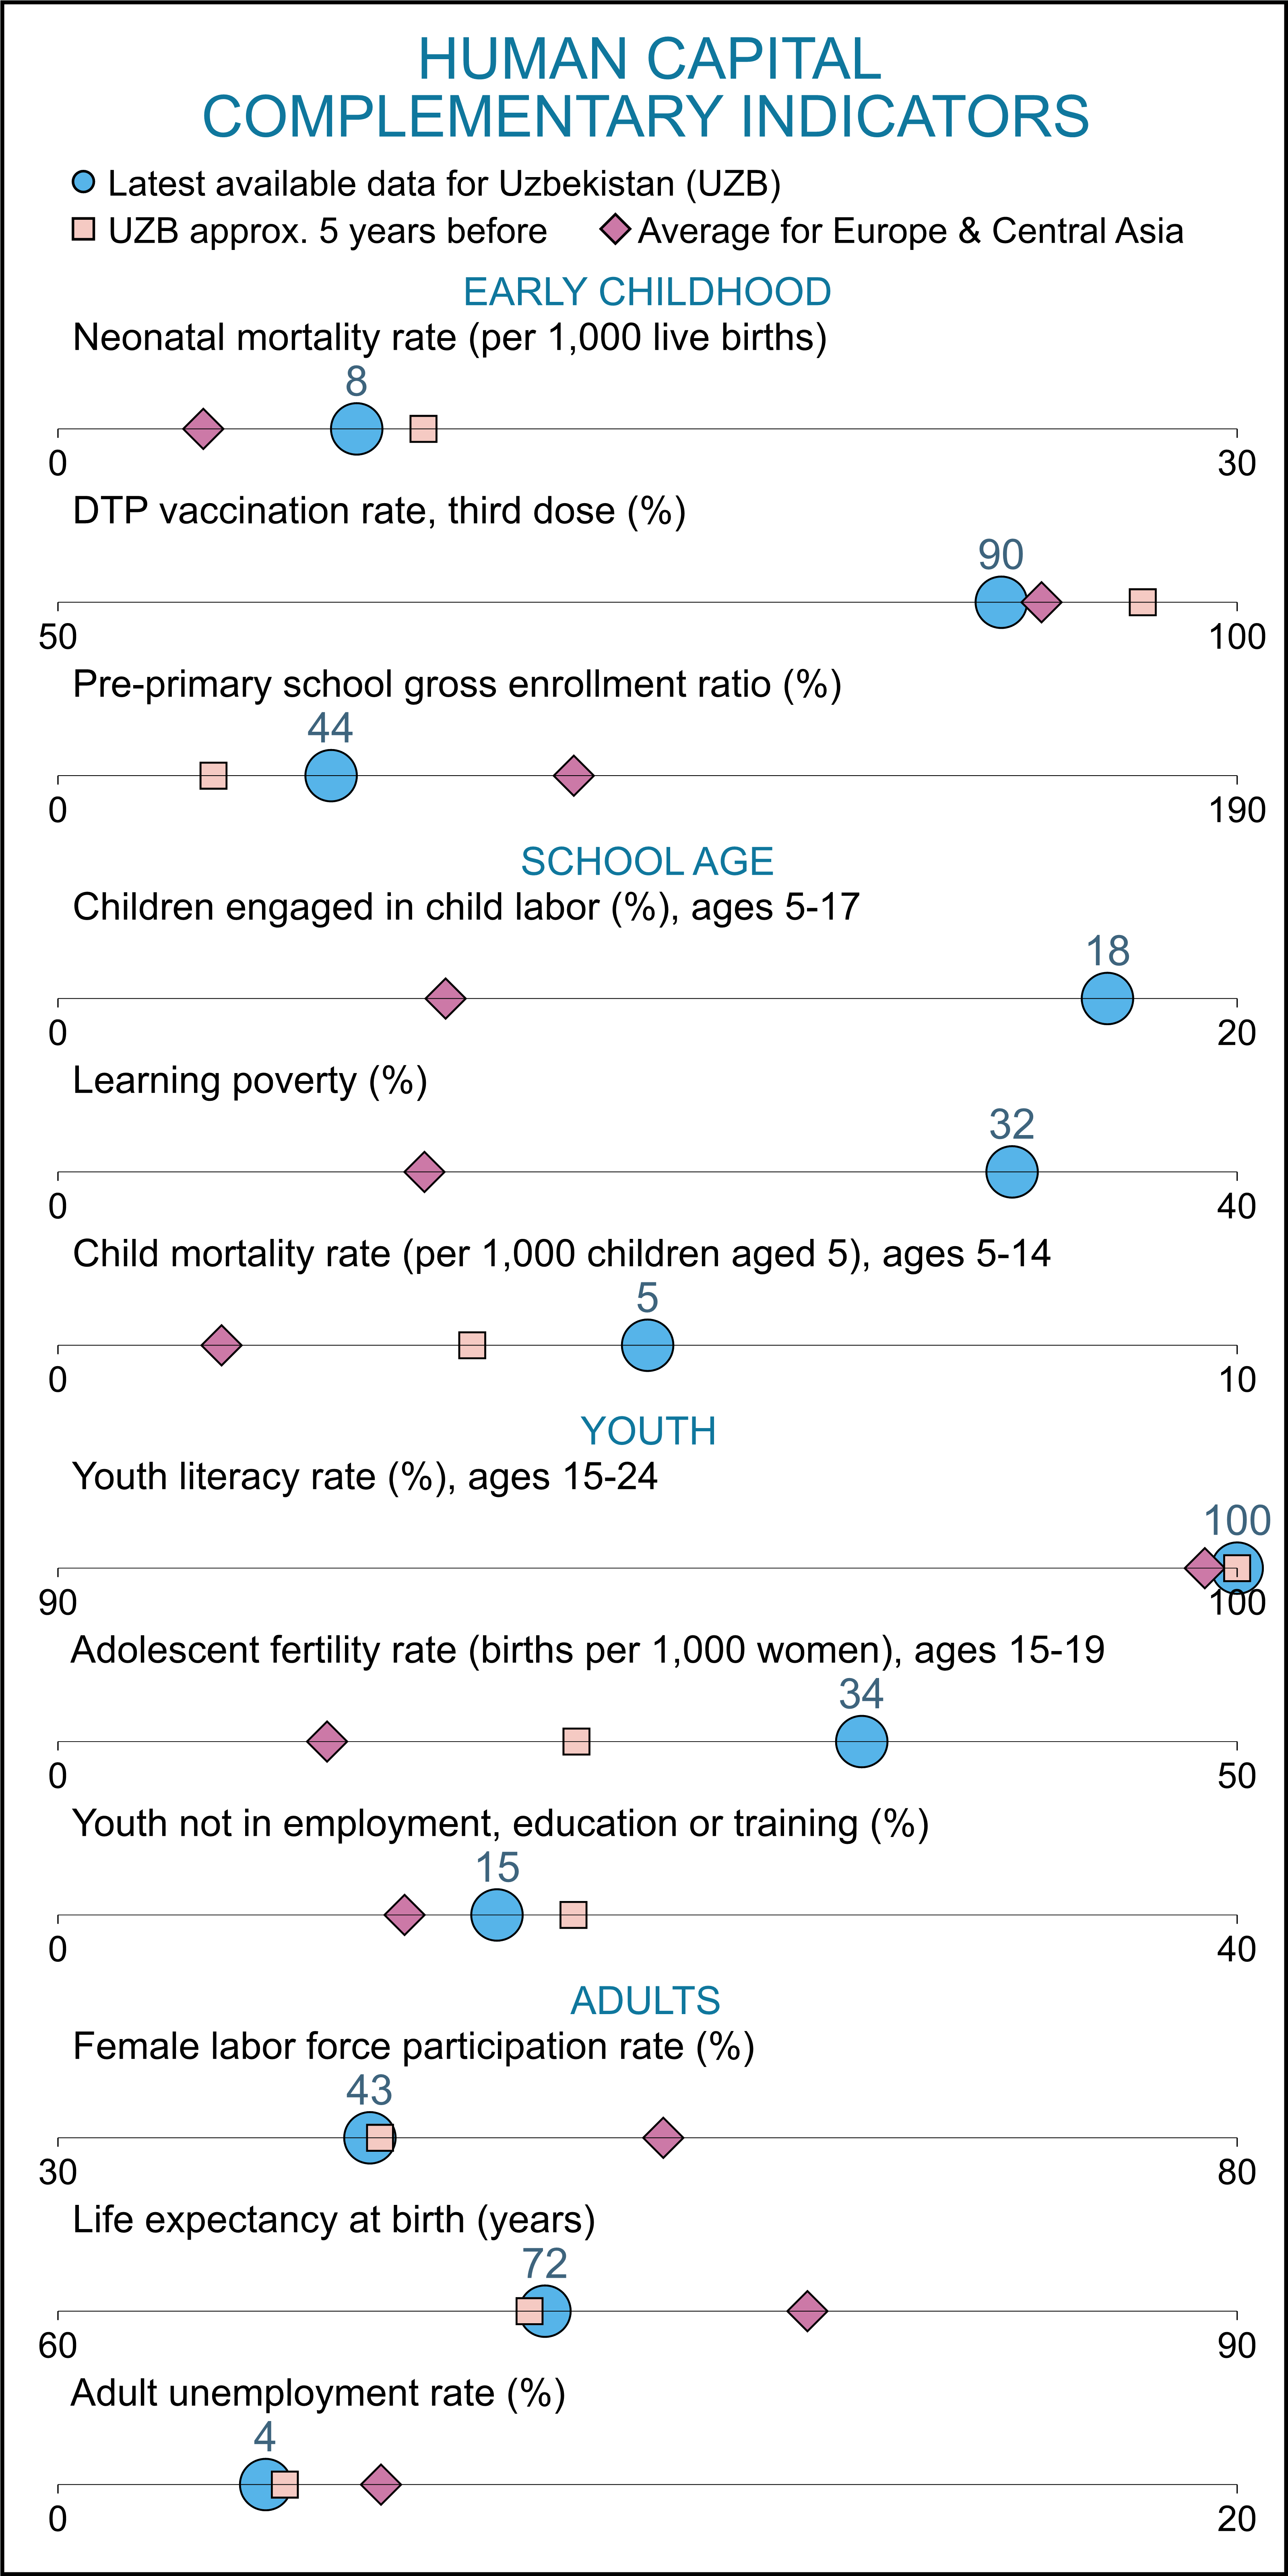 HUMAN CAPITAL
COMPLEMENTARY INDICATORS
Latest available data for Uzbekistan (UZB)
UZB approx. 5 years before
Average for Europe & Central Asia
EARLY CHILDHOOD
Neonatal mortality rate (per 1,000 live births)
8
0 30
DTP vaccination rate, third dose (%)
90
50 100
Pre-primary school gross enrollment ratio (%)
44
0 190
SCHOOL AGE
Children engaged in child labor (%), ages 5-17
18
0 20
Learning poverty (%)
32
0 40
Child mortality rate (per 1,000 children aged 5), ages 5-14
5
0 10
YOUTH
Youth literacy rate (%), ages 15-24
100
90 100
Adolescent fertility rate (births per 1,000 women), ages 15-19
34
0 50
Youth not in employment, education or training (%)
15
0 40
ADULTS
Female labor force participation rate (%)
43
30 80
Life expectancy at birth (years)
72
60 90
Adult unemployment rate (%)
4
0 20